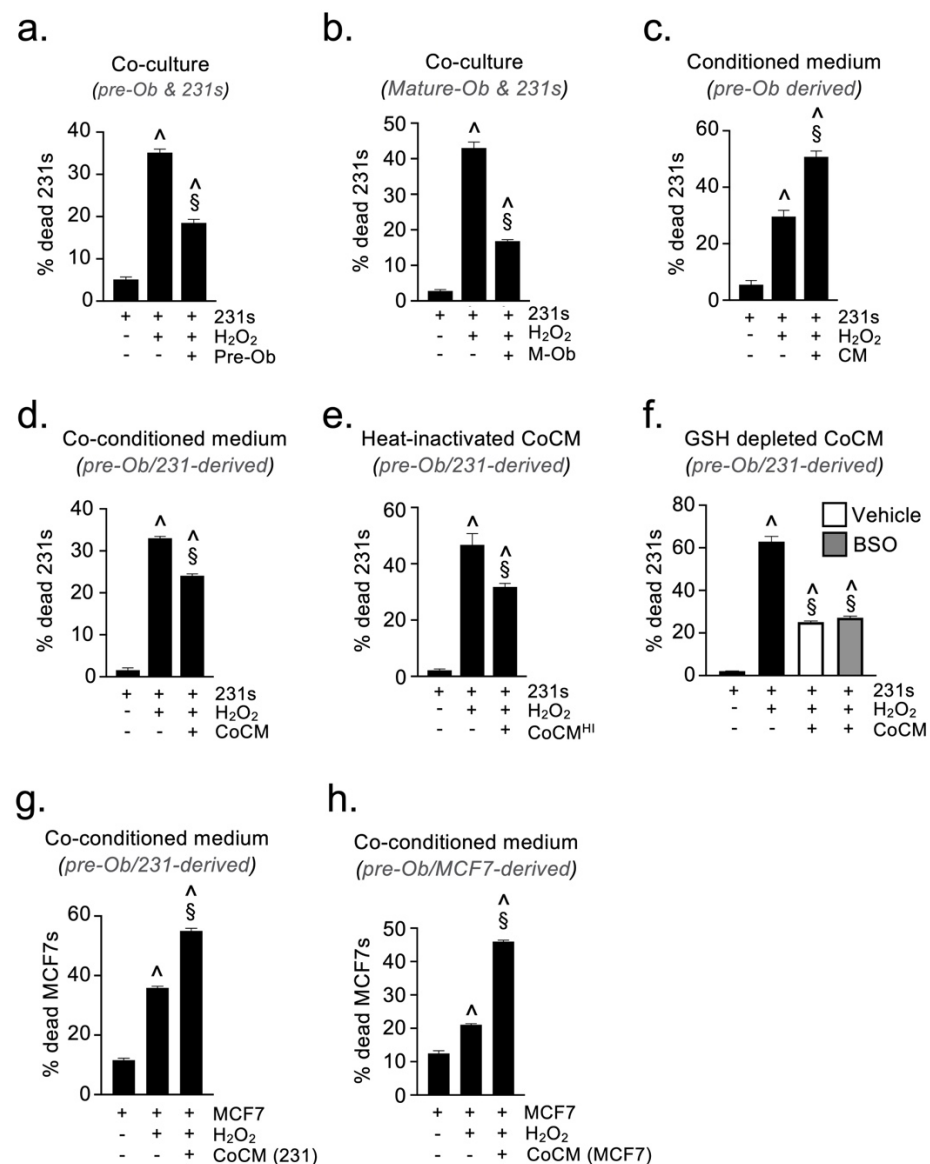 a.
Co-culture
(pre-Ob & 231s)
% dead 231s
40
30
20
10
0
^
^
§
+ + + 231s
- + + H₂O₂
- - + Pre-Ob
b.
Co-culture
(Mature-Ob & 231s)
% dead 231s
50
40
30
20
10
0
^
^
§
+ + + 231s
- + + H₂O₂
- - + M-Ob
c.
Conditioned medium
(pre-Ob derived)
% dead 231s
60
40
20
0
^
^
§
+ + + 231s
- + + H₂O₂
- - + CM
d.
Co-conditioned medium
(pre-Ob/231-derived)
% dead 231s
40
30
20
10
0
^
^
§
+ + + 231s
- + + H₂O₂
- - + CoCM
e.
Heat-inactivated CoCM
(pre-Ob/231-derived)
% dead 231s
60
40
20
0
^
^
§
+ + + 231s
- + + H₂O₂
- - + CoCMᴴᴵ
f.
GSH depleted CoCM
(pre-Ob/231-derived)
% dead 231s
80
60
40
20
0
^
^
§
^
§
Vehicle
BSO
+ + + + 231s
- + + + H₂O₂
- - + + CoCM
g.
Co-conditioned medium
(pre-Ob/231-derived)
% dead MCF7s
60
40
20
0
^
^
§
+ + + MCF7
- + + H₂O₂
- - + CoCM (231)
h.
Co-conditioned medium
(pre-Ob/MCF7-derived)
% dead MCF7s
50
40
30
20
10
0
^
^
§
+ + + MCF7
- + + H₂O₂
- - + CoCM (MCF7)